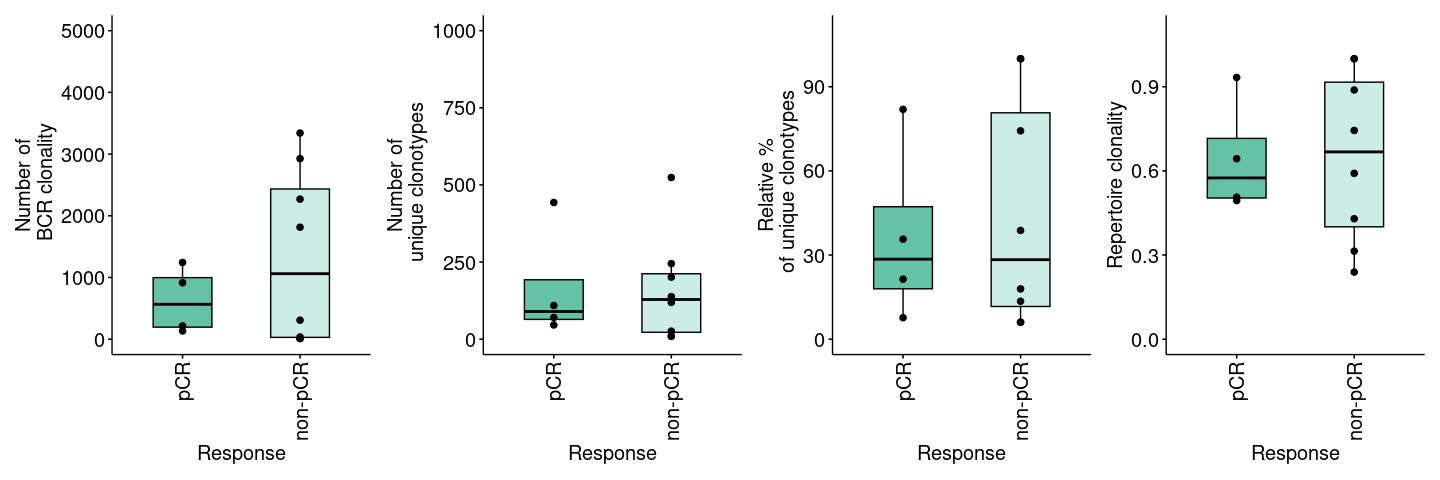 Number of
BCR clonality
5000
4000
3000
2000
1000
0
pCR
non-pCR
Response
Number of
unique clonotypes
1000
750
500
250
0
pCR
non-pCR
Response
Relative %
of unique clonotypes
90
60
30
0
pCR
non-pCR
Response
Repertoire clonality
0.9
0.6
0.3
0.0
pCR
non-pCR
Response